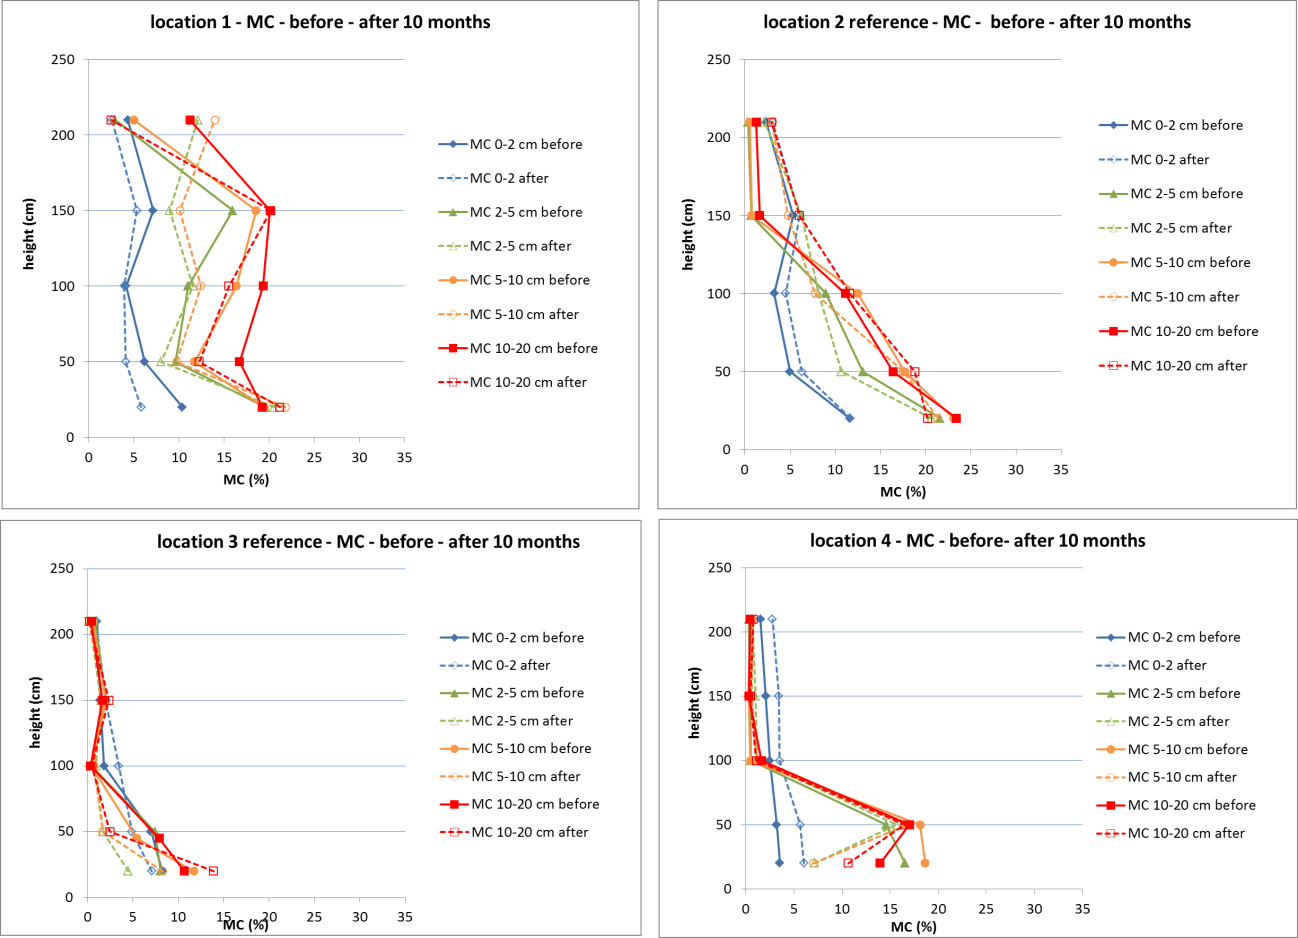 location 1 - MC - before - after 10 months
250
200
150
100
50
0
height (cm)
0 5 10 15 20 25 30 35
MC (%)
MC 0-2 cm before
MC 0-2 after
MC 2-5 cm before
MC 2-5 cm after
MC 5-10 cm before
MC 5-10 cm after
MC 10-20 cm before
MC 10-20 cm after
location 2 reference - MC - before - after 10 months
250
200
150
100
50
0
height (cm)
0 5 10 15 20 25 30 35
MC (%)
MC 0-2 cm before
MC 0-2 after
MC 2-5 cm before
MC 2-5 cm after
MC 5-10 cm before
MC 5-10 cm after
MC 10-20 cm before
MC 10-20 cm after
location 3 reference - MC - before - after 10 months
250
200
150
100
50
0
height (cm)
0 5 10 15 20 25 30 35
MC (%)
MC 0-2 cm before
MC 0-2 after
MC 2-5 cm before
MC 2-5 cm after
MC 5-10 cm before
MC 5-10 cm after
MC 10-20 cm before
MC 10-20 cm after
location 4 - MC - before- after 10 months
250
200
150
100
50
0
height (cm)
0 5 10 15 20 25 30 35
MC (%)
MC 0-2 cm before
MC 0-2 after
MC 2-5 cm before
MC 2-5 cm after
MC 5-10 cm before
MC 5-10 cm after
MC 10-20 cm before
MC 10-20 cm after